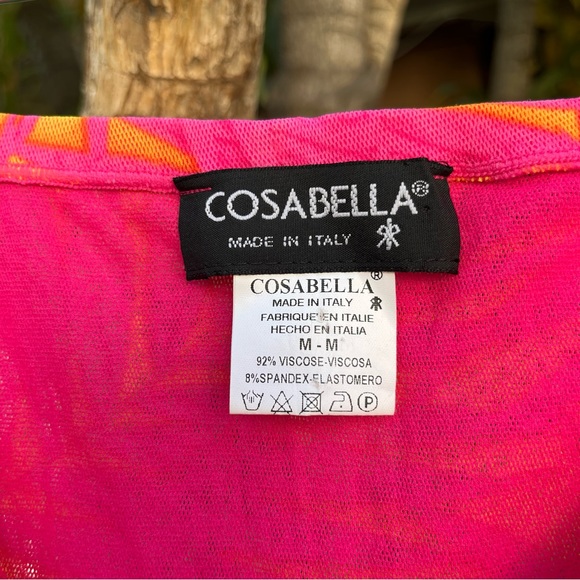 COSABELLA®
MADE IN ITALY
COSABELLA®
MADE IN ITALY
FABRIQUE' EN ITALIE
HECHO EN ITALIA
M - M
92% VISCOSE-VISCOSA
8%SPANDEX-ELASTOMERO
P